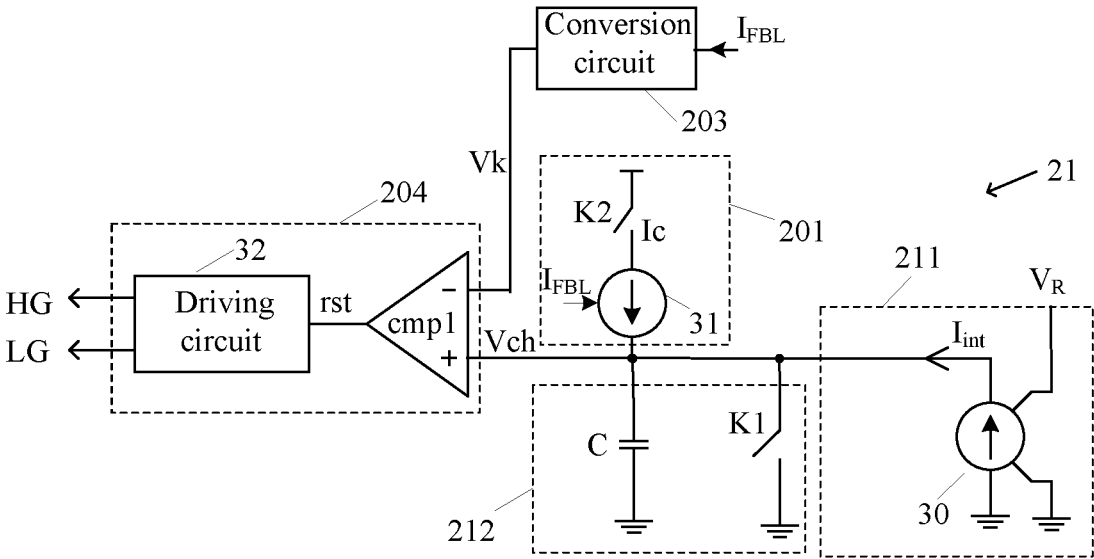 Conversion
circuit
I_FBL
203
Vk
204
21
K2
Ic
201
32
I_FBL
31
211
V_R
HG
LG
Driving
circuit
rst
cmp1
-
+
Vch
I_int
C
K1
30
212